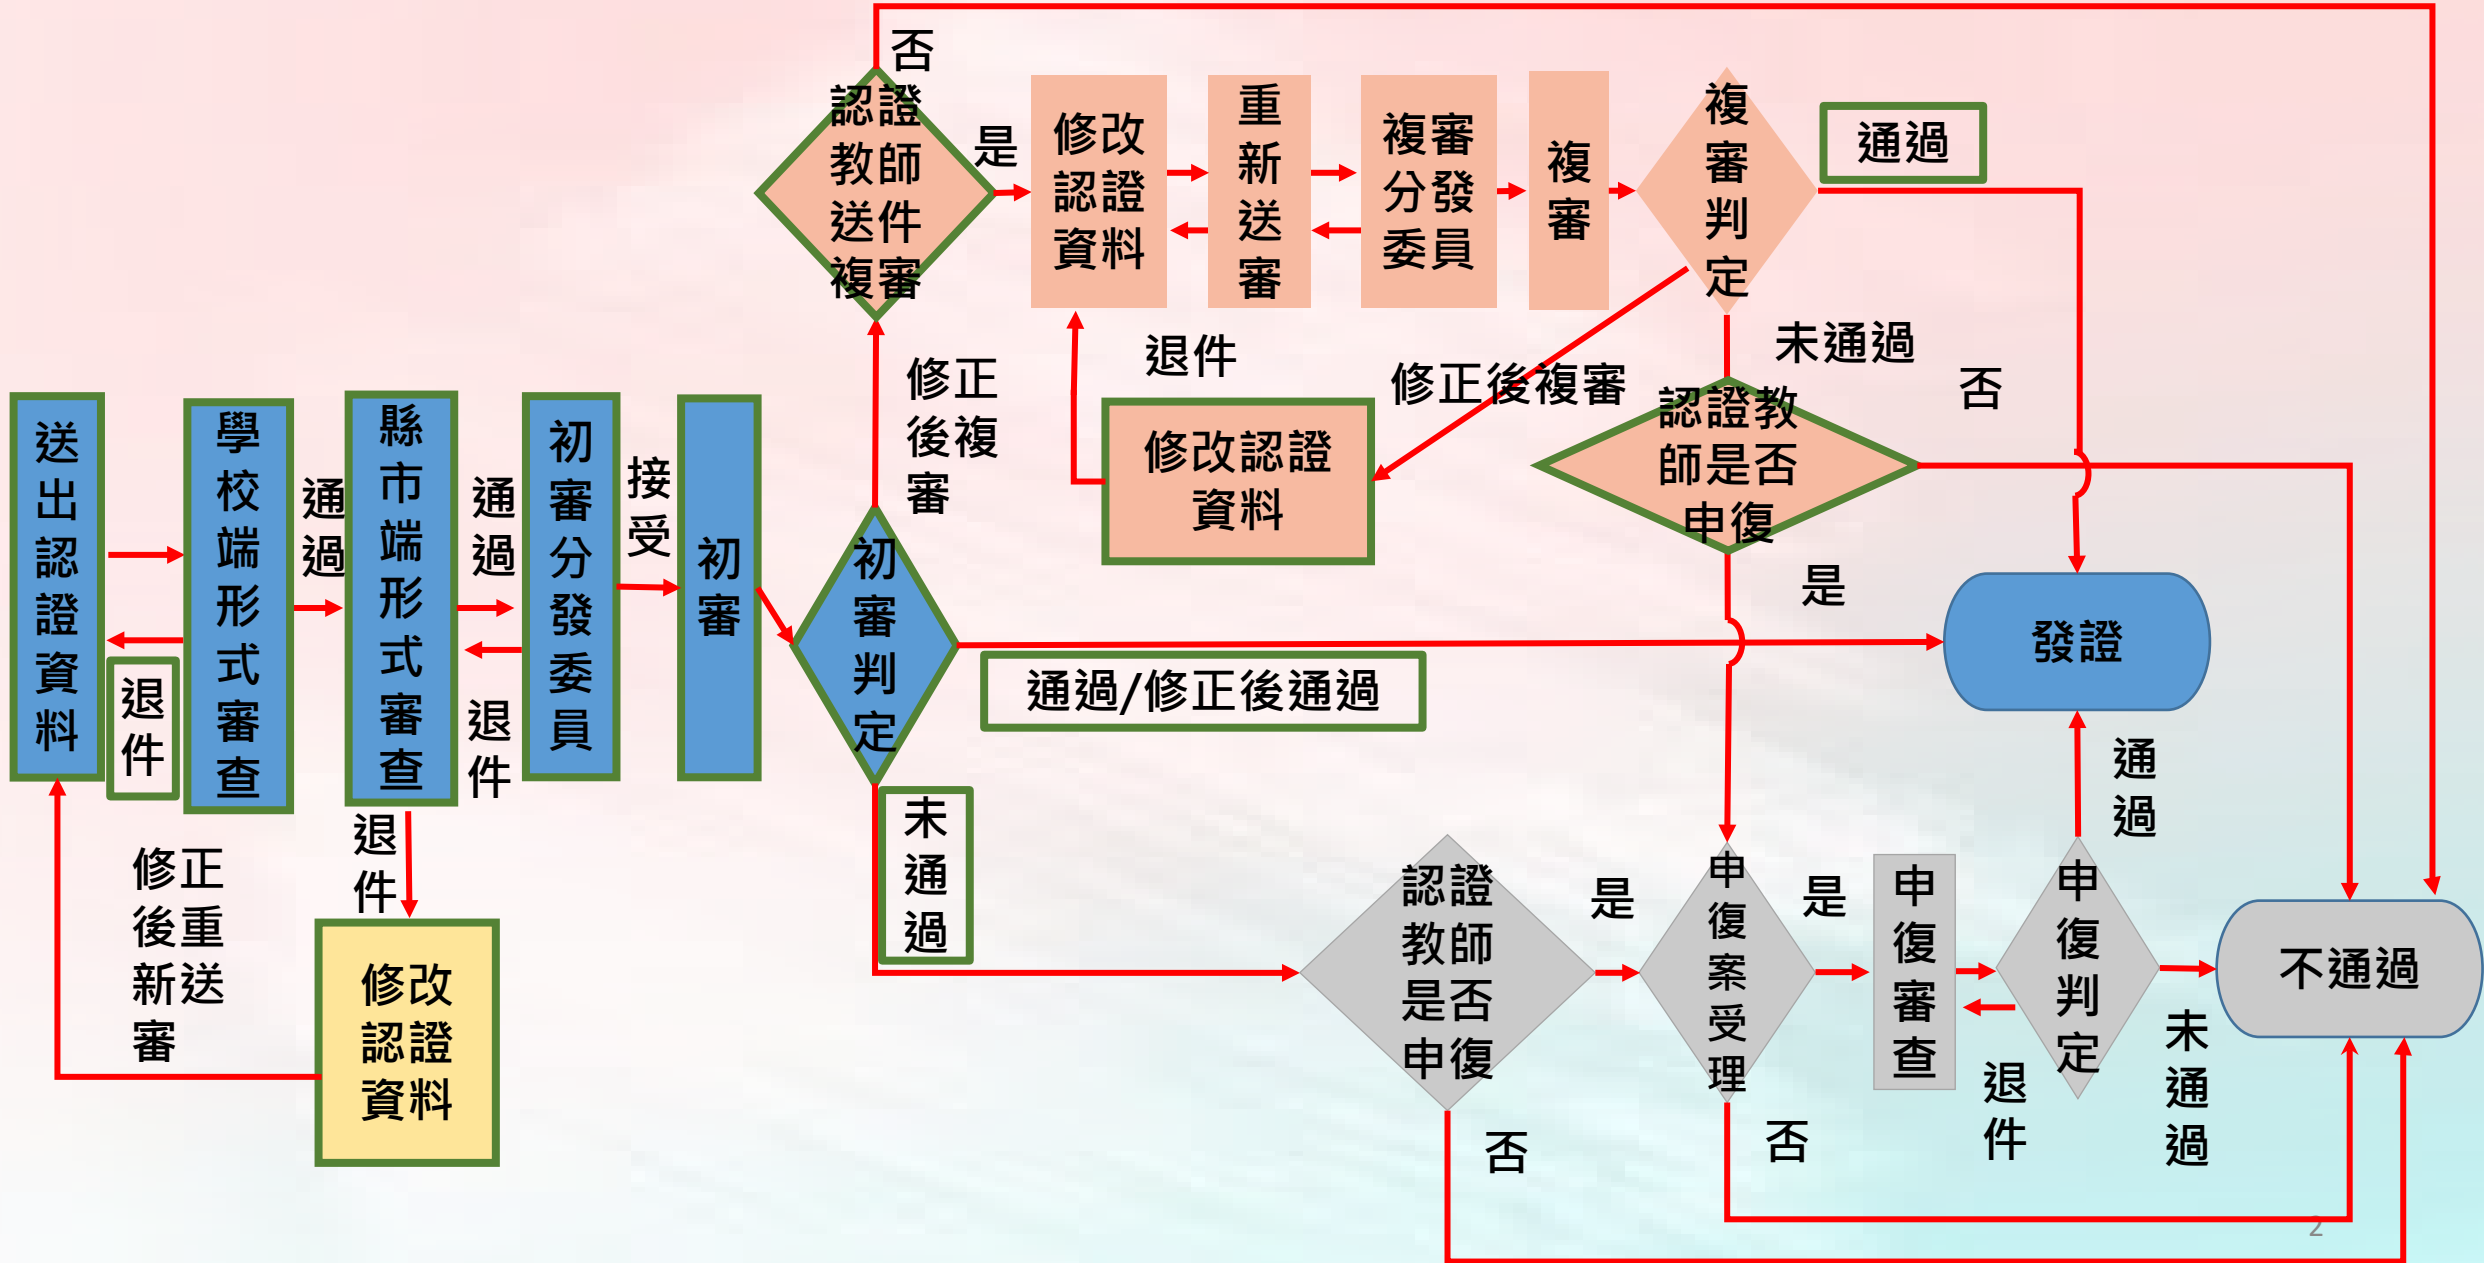 否
認證
教師
送件
複審
是
修改
認證
資料
重
新
送
審
複審
分發
委員
複
審
複
審
判
定
通過
退件
修正後複審
未通過
否
修正
後複
審
修改認證
資料
認證教
師是否
申復
是
送
出
認
證
資
料
退
件
學
校
端
形
式
審
查
通
過
縣
市
端
形
式
審
查
通
過
退
件
初
審
分
發
委
員
接
受
初
審
初
審
判
定
通過/修正後通過
發證
通
過
未
通
過
退
件
修正
後重
新送
審
修改
認證
資料
認證
教師
是否
申復
是
申
復
案
受
理
是
申
復
審
查
申
復
判
定
不通過
未
通
過
退
件
否
否
2